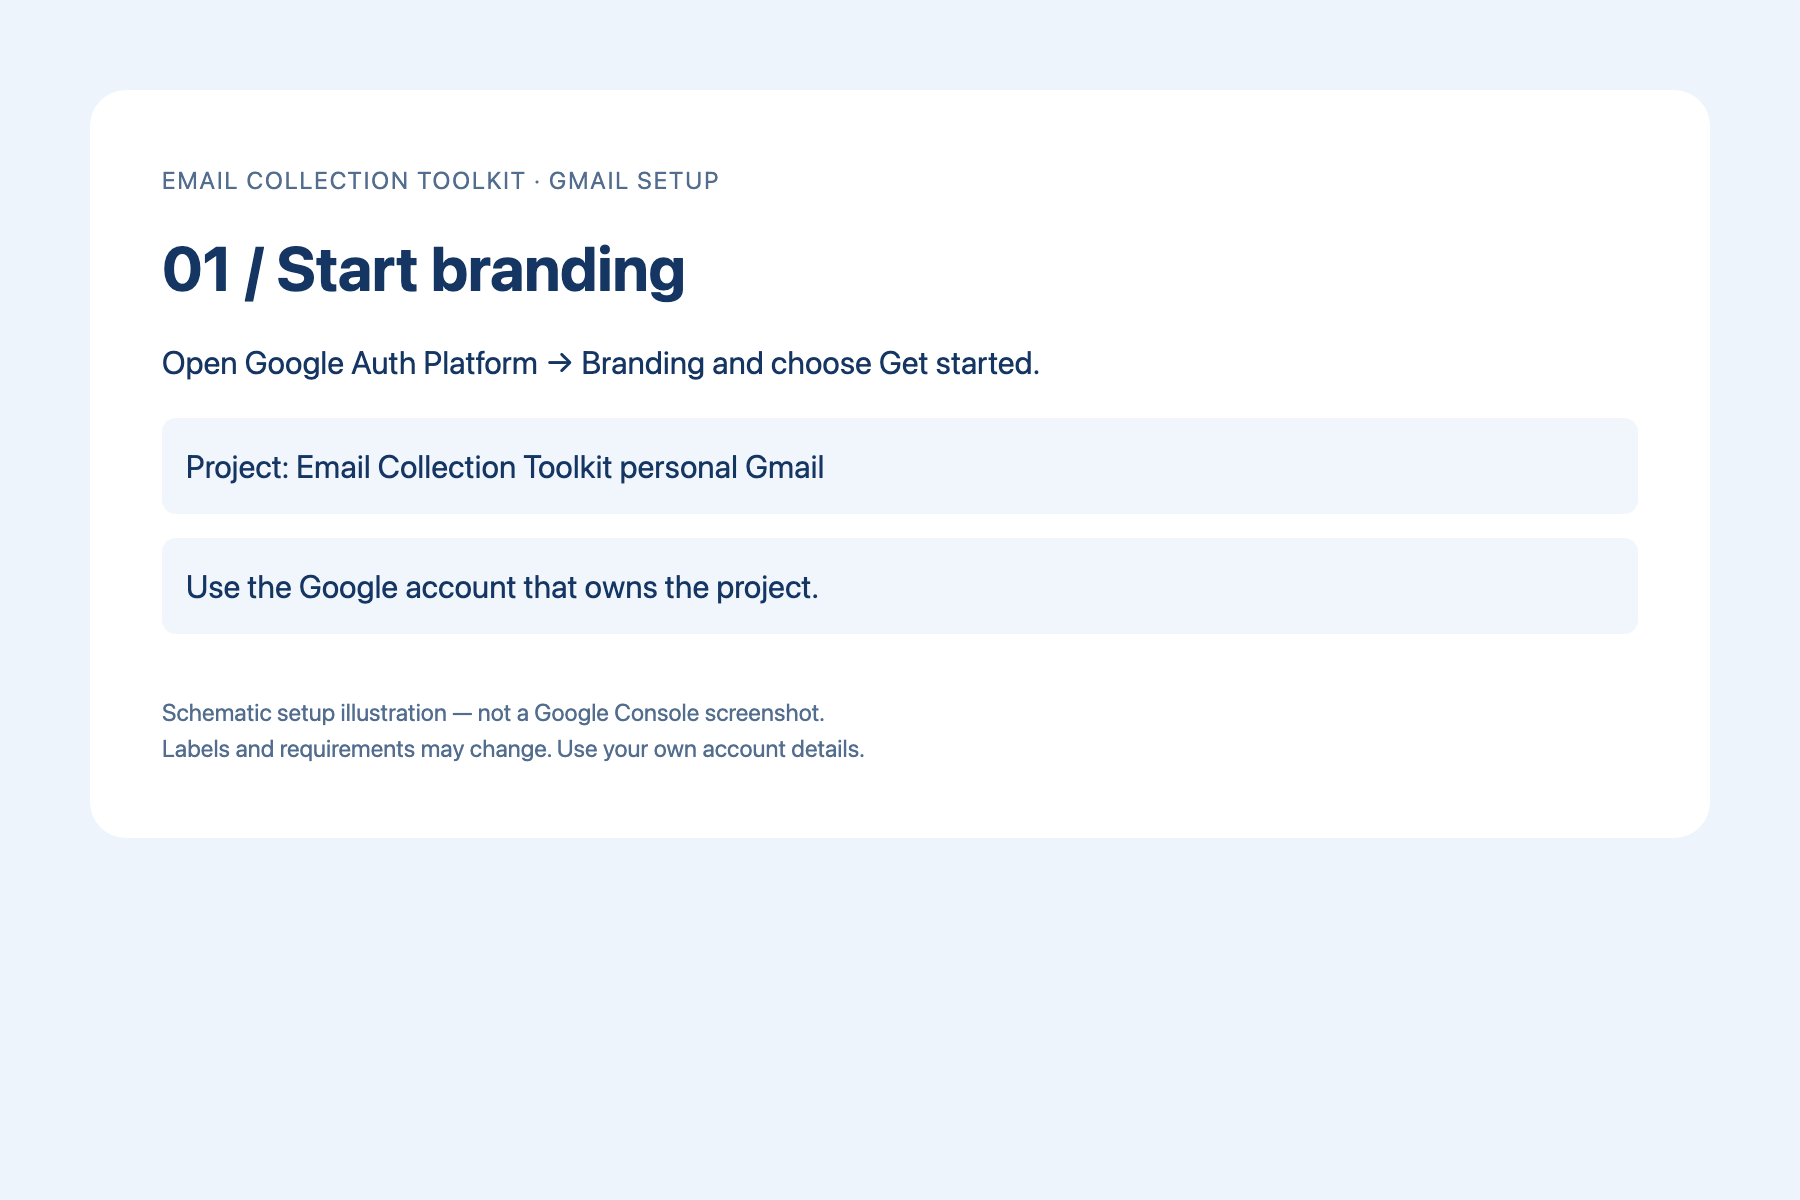 EMAIL COLLECTION TOOLKIT · GMAIL SETUP
01 / Start branding
Open Google Auth Platform → Branding and choose Get started.
Project: Email Collection Toolkit personal Gmail
Use the Google account that owns the project.
Schematic setup illustration — not a Google Console screenshot.
Labels and requirements may change. Use your own account details.